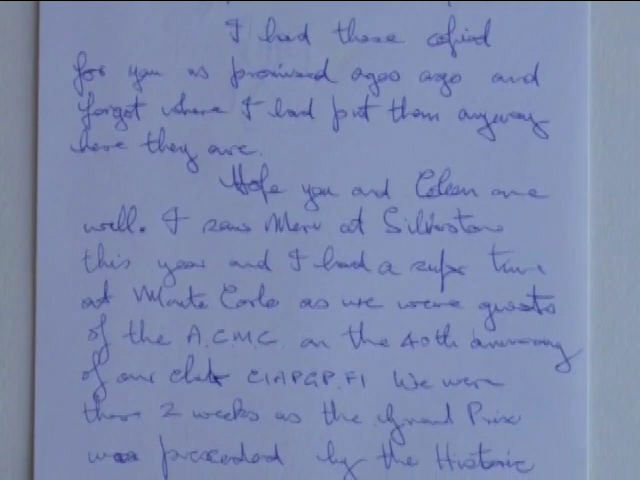 I had these copied
for you as promised ages ago and
forgot where I had put them anyway
here they are.
Hope you and Coleen are
well. I saw Merv at Silverstone
this year and I had a super time
at Monte Carlo as we were guests
of the A.C.M.C. on the 40th anniversary
of our club CIAPGP.F1 We were
there 2 weeks as the Grand Prix
was preceeded by the Historic